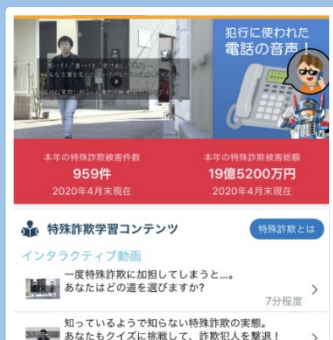 犯行に使われた
電話の音声！
本年の特殊詐欺被害件数
959件
2020年4月末現在
本年の特殊詐欺被害総額
19億5200万円
2020年4月末現在
特殊詐欺学習コンテンツ
特殊詐欺とは
インタラクティブ動画
一度特殊詐欺に加担してしまうと...。
あなたはどの道を選びますか?
7分程度
知っているようで知らない特殊詐欺の実態。
あなたもクイズに挑戦して、詐欺犯人を撃退！